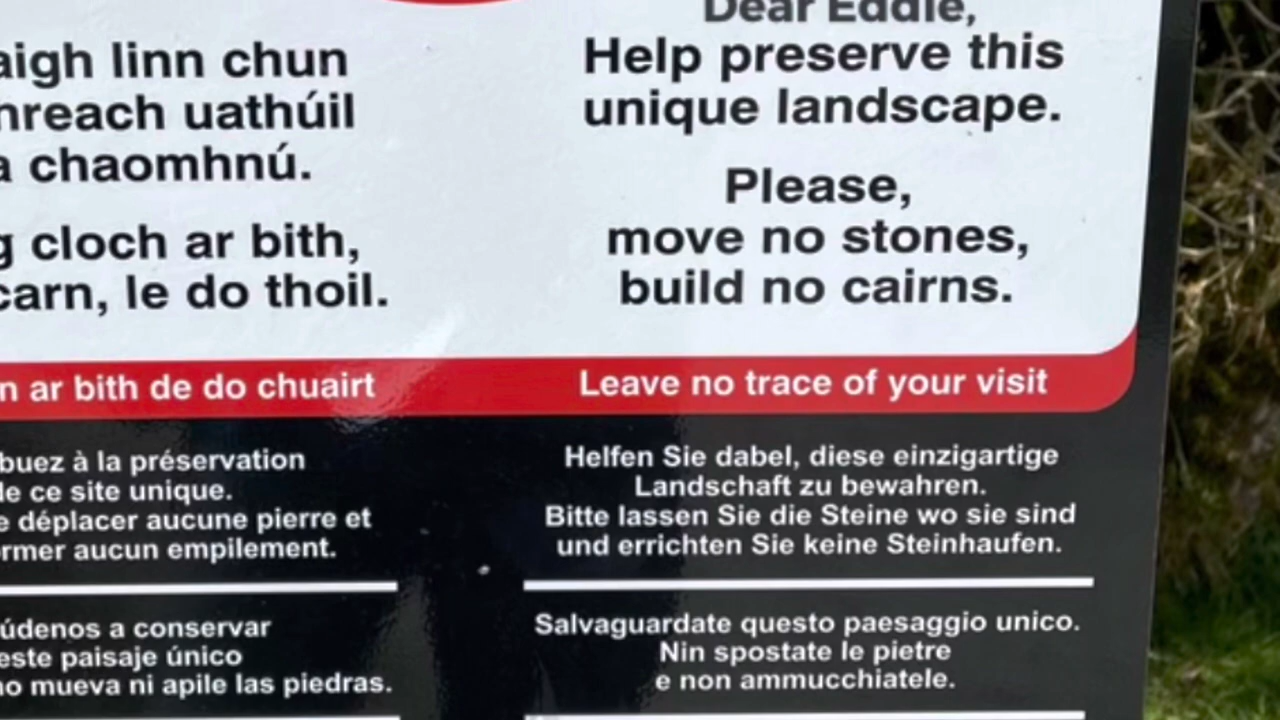 aigh linn chun
nreach uathúil
a chaomhnú.
g cloch ar bith,
carn, le do thoil.
Dear Eddie,
Help preserve this
unique landscape.
Please,
move no stones,
build no cairns.
n ar bith de do chuairt
Leave no trace of your visit
buez à la préservation
de ce site unique.
e déplacer aucune pierre et
rmer aucun empilement.
Helfen Sie dabel, diese einzigartige
Landschaft zu bewahren.
Bitte lassen Sie die Steine wo sie sind
und errichten Sie keine Steinhaufen.
údenos a conservar
este paisaje único
no mueva ni apile las piedras.
Salvaguardate questo paesaggio unico.
Nin spostate le pietre
e non ammucchiatele.